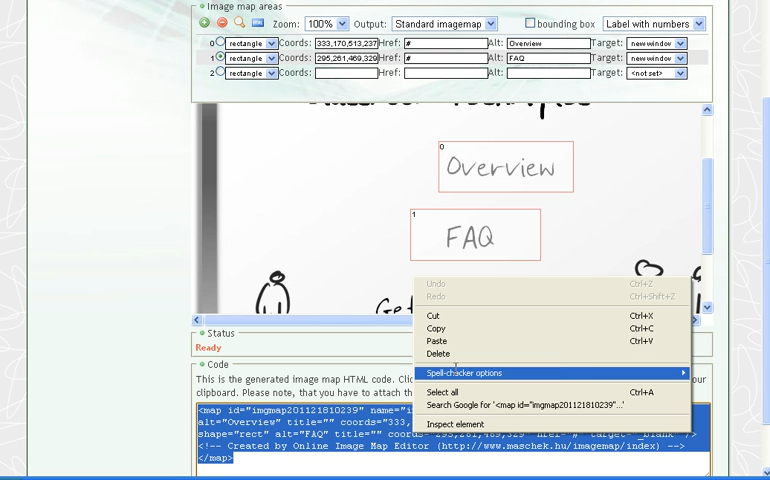 Image map areas
Zoom: 100% Output: Standard imagemap bounding box Label with numbers
0 rectangle Coords: 333,170,513,237 Href: # Alt: Overview Target: new window
1 rectangle Coords: 295,261,469,329 Href: # Alt: FAQ Target: new window
2 rectangle Coords: Href: Alt: Target: <not set>
0
Overview
1
FAQ
Get
Undo Ctrl+Z
Redo Ctrl+Shift+Z
Cut Ctrl+X
Copy Ctrl+C
Paste Ctrl+V
Delete
Spell-checker options
Select all Ctrl+A
Search Google for '<map id="imgmap201121810239"...'
Inspect element
Status
Ready
Code
This is the generated image map HTML code. our
clipboard. Please note, that you have to attach
<map id="imgmap201121810239"
alt="Overview" title="" coords="333,
shape="rect" alt="FAQ" title="" coords="295,261,469,329" href="#" target="_blank" />
<!-- Created by Online Image Map Editor (http://www.maschek.hu/imagemap/index) -->
</map>